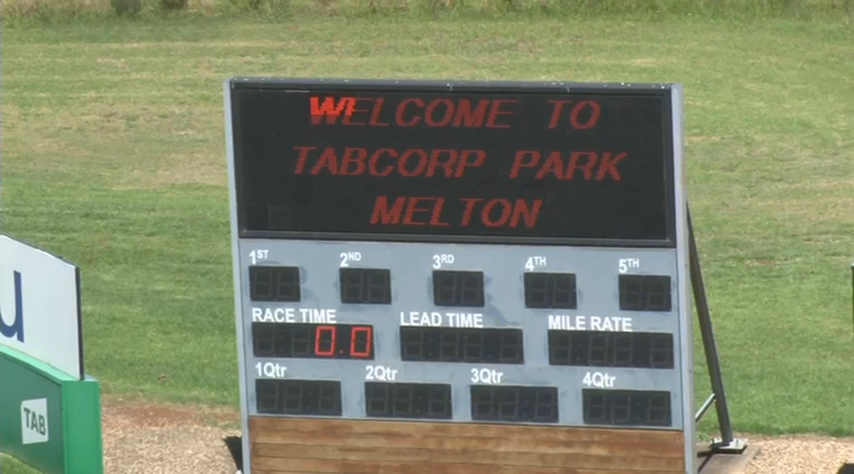 WELCOME TO
TABCORP PARK
MELTON
1ST 2ND 3RD 4TH 5TH
RACE TIME LEAD TIME MILE RATE
0.0
1Qtr 2Qtr 3Qtr 4Qtr
u
TAB